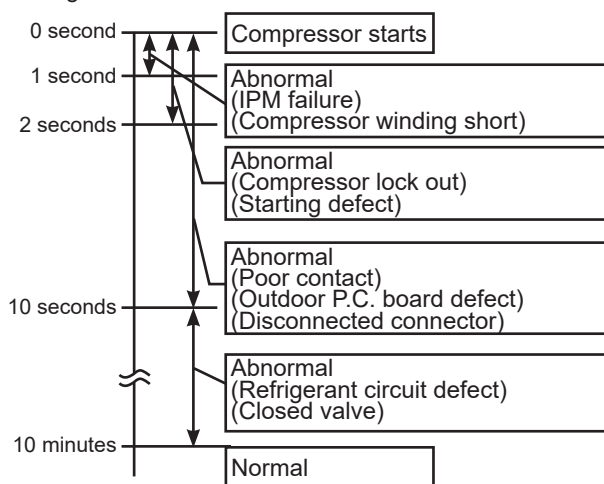 0 second
Compressor starts
1 second
Abnormal
(IPM failure)
(Compressor winding short)
2 seconds
Abnormal
(Compressor lock out)
(Starting defect)
Abnormal
(Poor contact)
(Outdoor P.C. board defect)
(Disconnected connector)
10 seconds
Abnormal
(Refrigerant circuit defect)
(Closed valve)
10 minutes
Normal